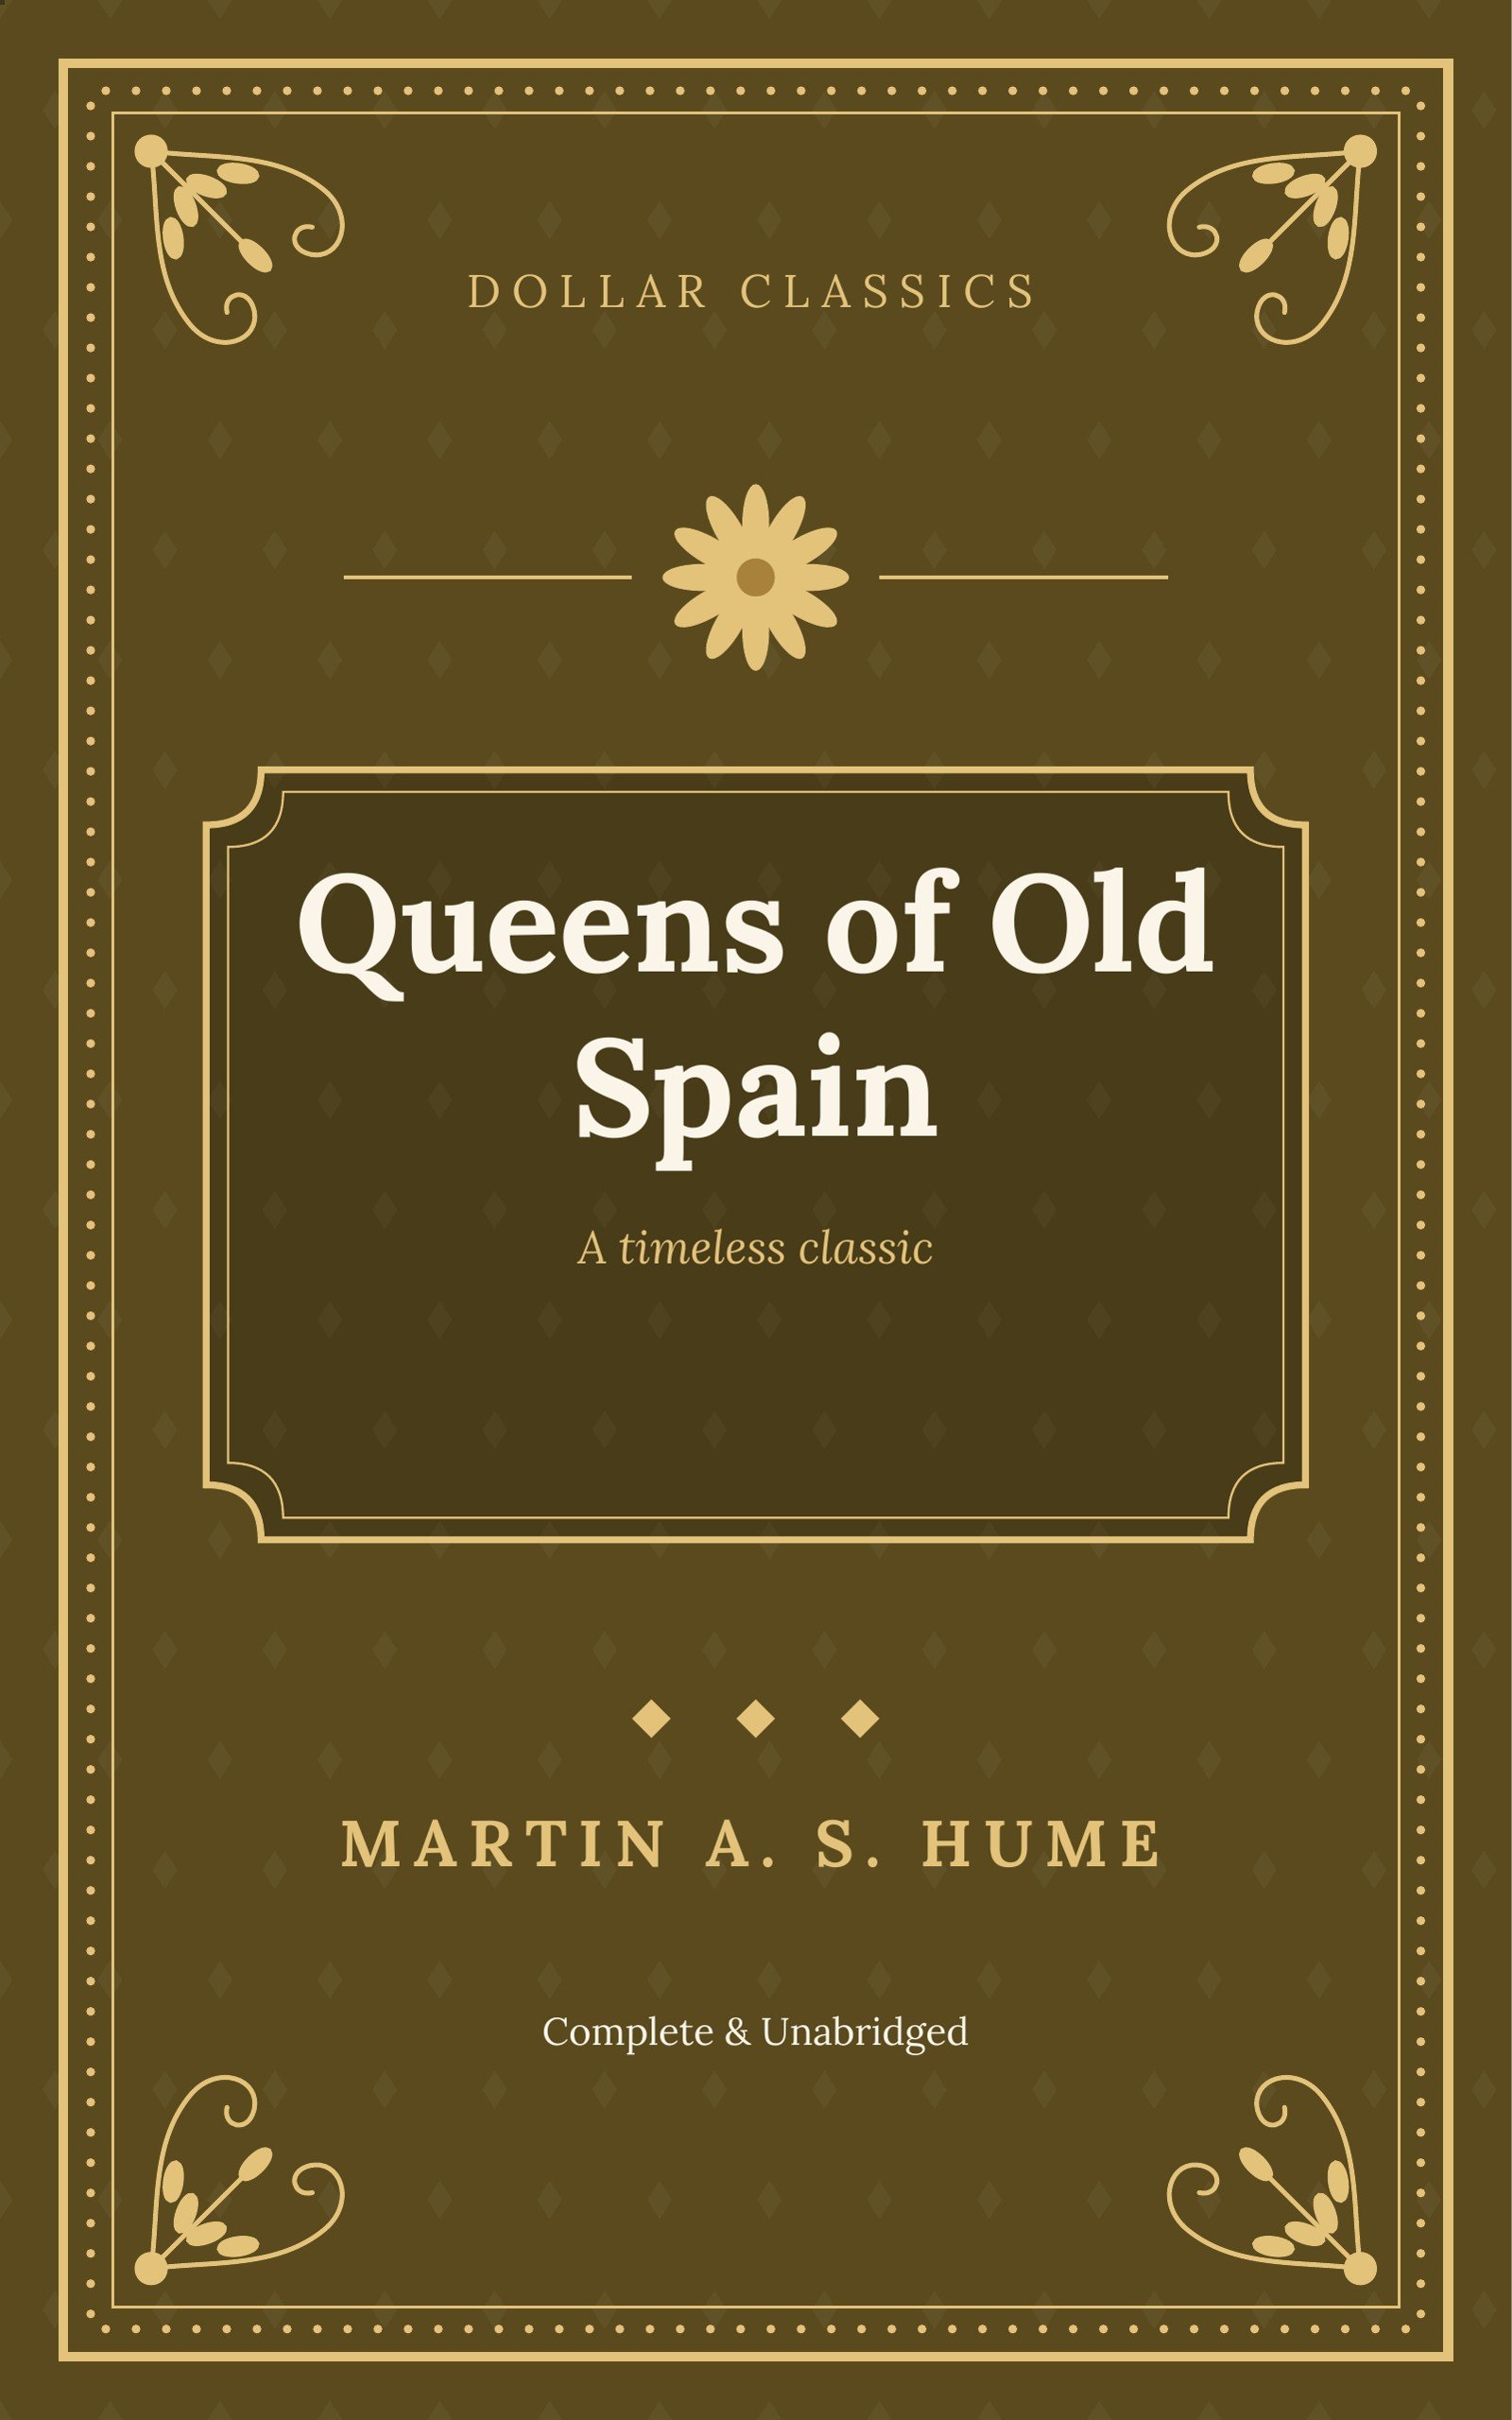 DOLLAR CLASSICS
Queens of Old
Spain
A timeless classic
MARTIN A. S. HUME
Complete & Unabridged